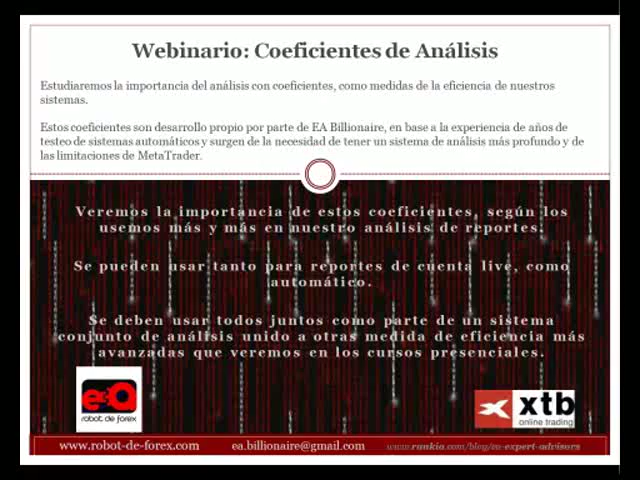 Webinario: Coeficientes de Análisis
Estudiaremos la importancia del análisis con coeficientes, como medidas de la eficiencia de nuestros
sistemas.
Estos coeficientes son desarrollo propio por parte de EA Billionaire, en base a la experiencia de años de
testeo de sistemas automáticos y surgen de la necesidad de tener un sistema de análisis más profundo y de
las limitaciones de MetaTrader.
Veremos la importancia de estos coeficientes, según los
usemos más y más en nuestro análisis de reportes.
Se pueden usar tanto para reportes de cuenta live, como
automático.
Se deben usar todos juntos como parte de un sistema
conjunto de análisis unido a otras medida de eficiencia más
avanzadas que veremos en los cursos presenciales.
robot de forex
xtb
online trading
www.robot-de-forex.com ea.billionaire@gmail.com www.rankia.com/blog/ea-expert-advisors